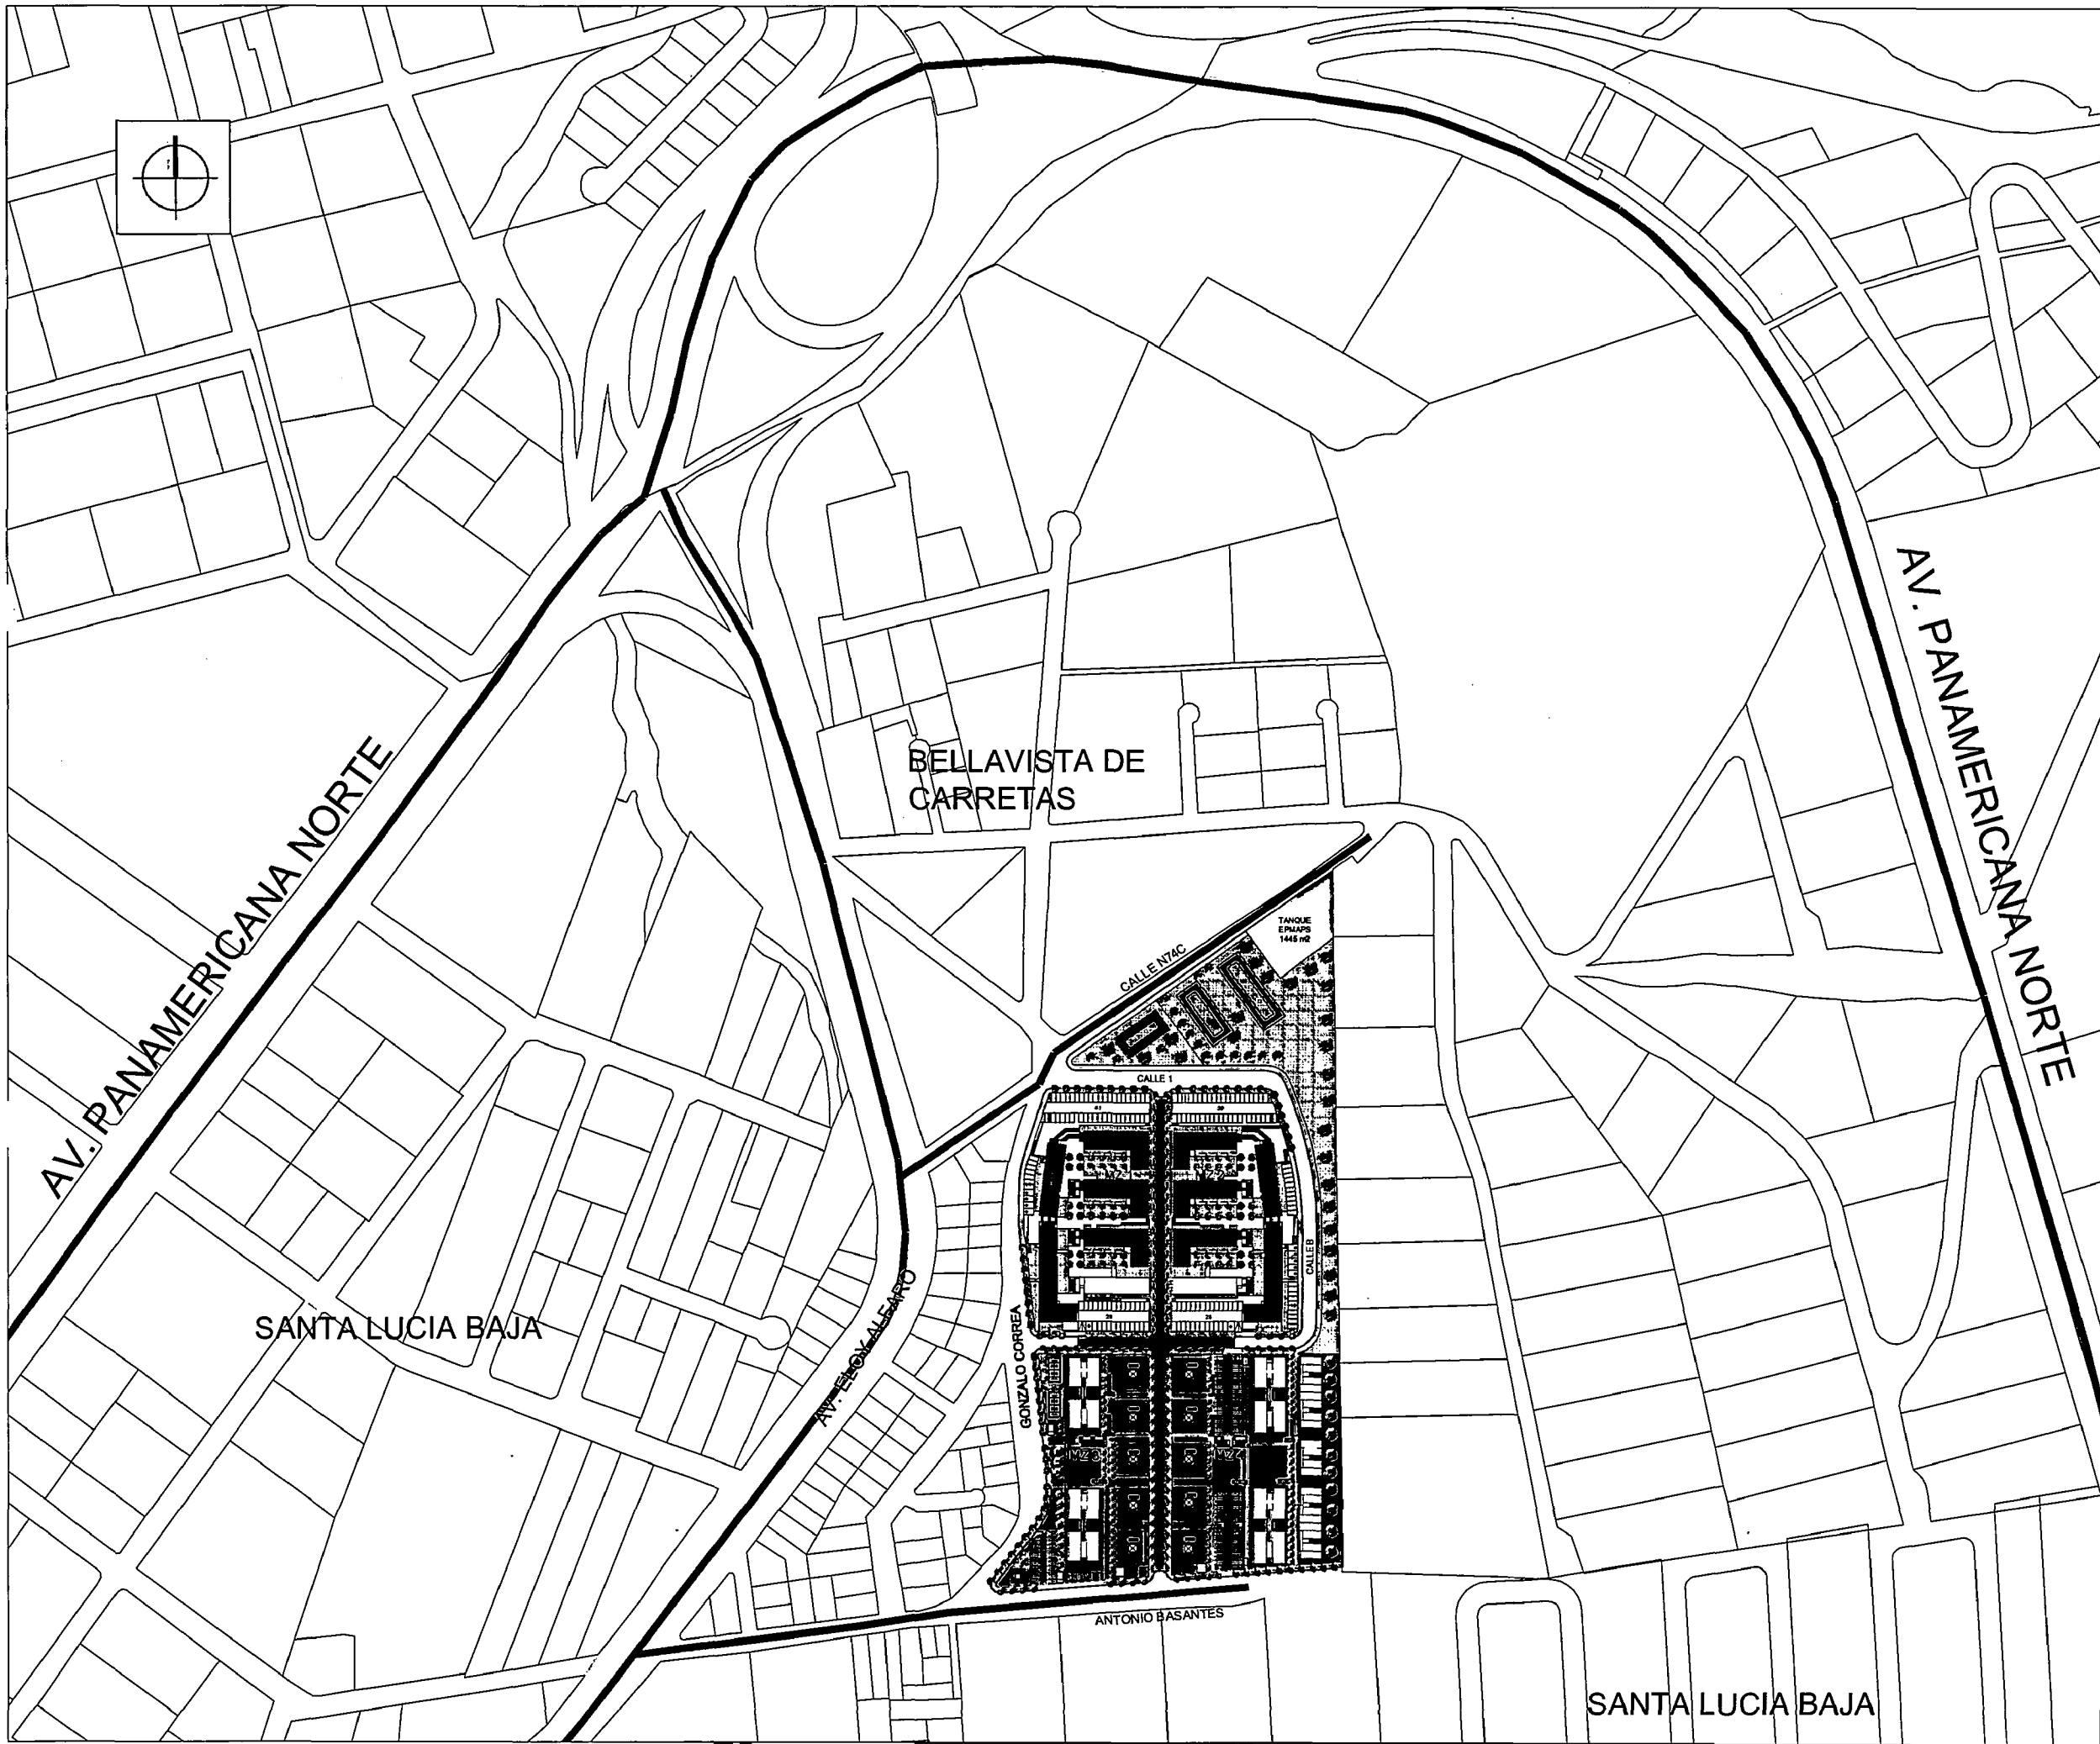 AV. PANAMERICANA NORTE
AV. PANAMERICANA NORTE
BELLAVISTA DE
CARRETAS
TANQUE
EPMAPS
1445 m2
CALLE N74C
CALLE 1
CALLE B
GONZALO CORREA
AV. ELOY ALFARO
SANTA LUCIA BAJA
ANTONIO BASANTES
SANTA LUCIA BAJA